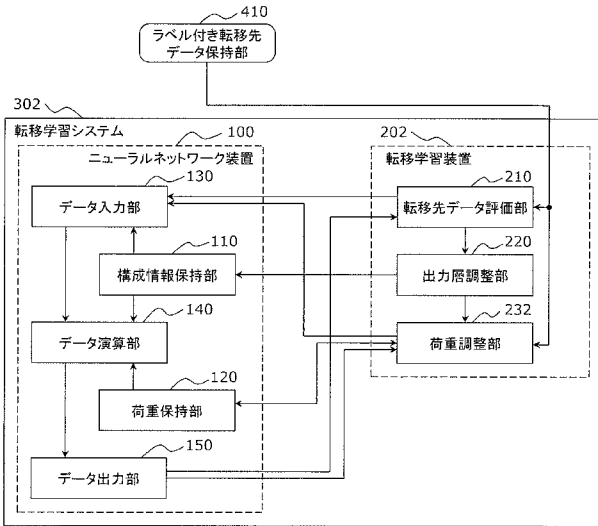 410
ラベル付き転移先
データ保持部
302
転移学習システム
100
ニューラルネットワーク装置
130
データ入力部
110
構成情報保持部
140
データ演算部
120
荷重保持部
150
データ出力部
202
転移学習装置
210
転移先データ評価部
220
出力層調整部
232
荷重調整部